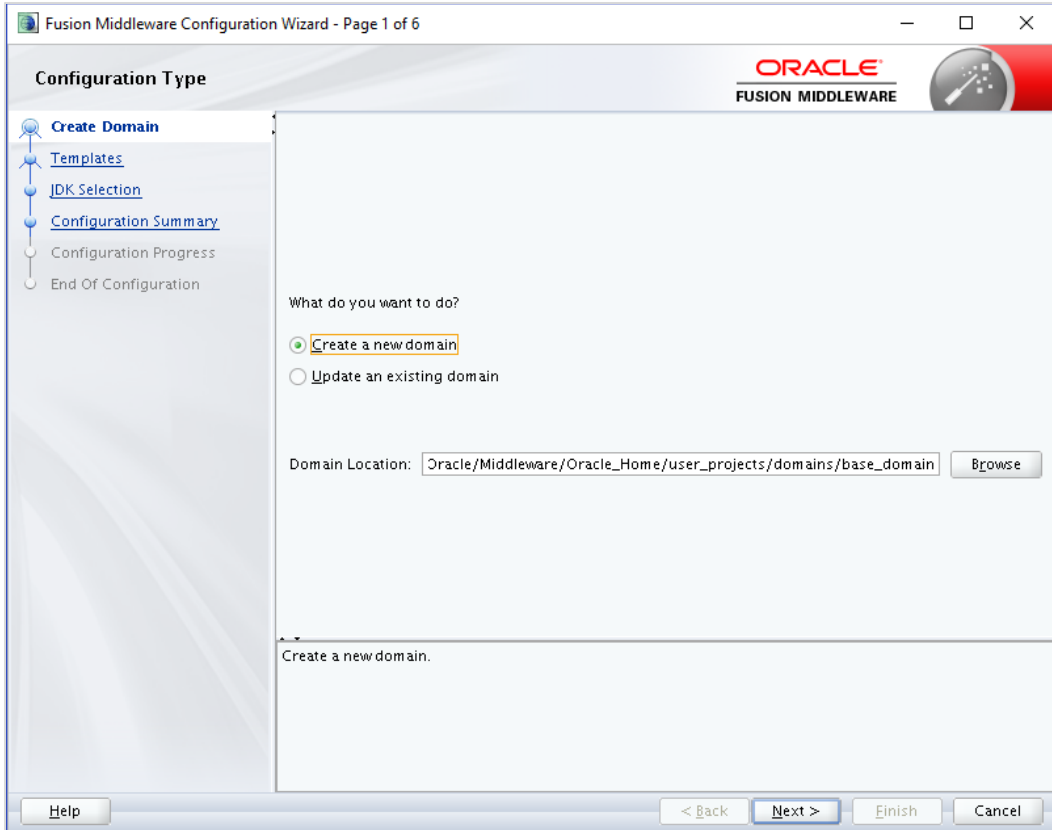 Fusion Middleware Configuration Wizard - Page 1 of 6
Configuration Type
ORACLE
FUSION MIDDLEWARE
Create Domain
Templates
JDK Selection
Configuration Summary
Configuration Progress
End Of Configuration
What do you want to do?
Create a new domain
Update an existing domain
Domain Location: Oracle/Middleware/Oracle_Home/user_projects/domains/base_domain Browse
Create a new domain.
Help < Back Next > Finish Cancel